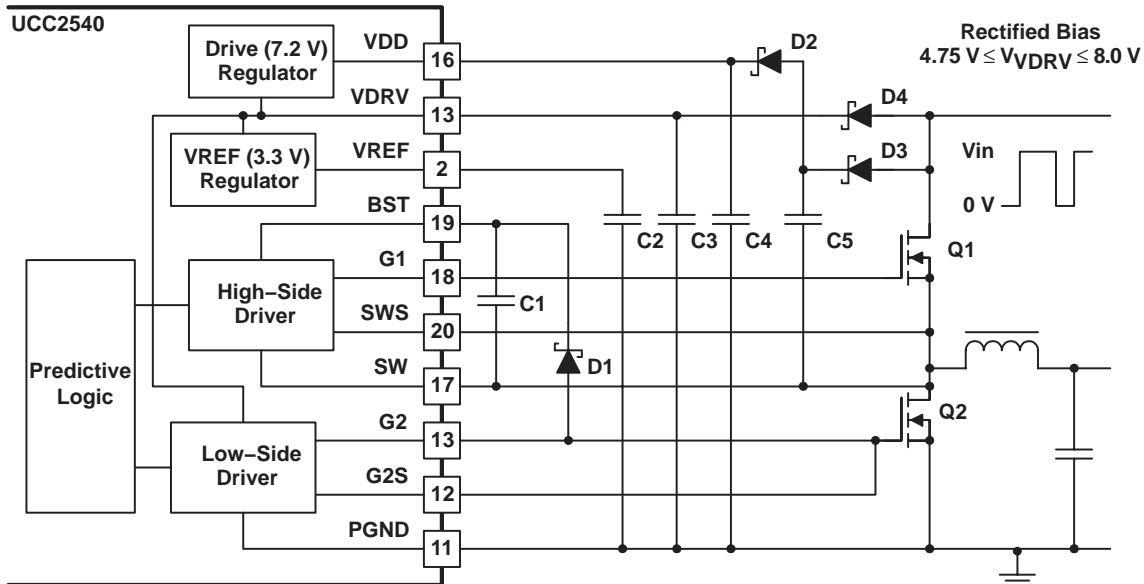 UCC2540
Drive (7.2 V)
Regulator
VDD
16
D2
Rectified Bias
4.75 V ≤ VVDRV ≤ 8.0 V
VDRV
13
D4
VREF (3.3 V)
Regulator
VREF
2
D3
Vin
0 V
BST
19
C2
C3
C4
C5
Q1
G1
18
High−Side
Driver
C1
SWS
20
Predictive
Logic
SW
17
D1
G2
13
Q2
Low−Side
Driver
G2S
12
PGND
11